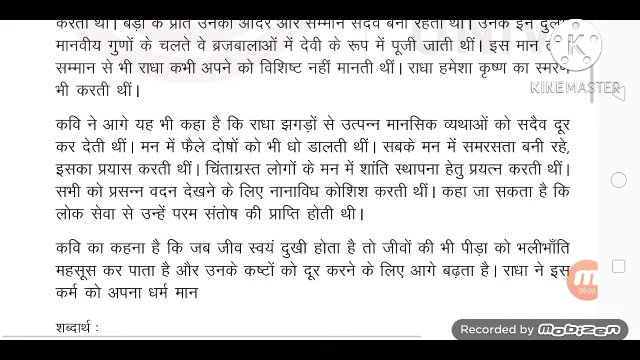 करती थीं। बड़ों के प्रति उनका आदर और सम्मान सदैव बना रहता था। उनके इन
मानवीय गुणों के चलते वे ब्रजबालाओं में देवी के रूप में पूजी जाती थीं। इस मान
सम्मान से भी राधा कभी अपने को विशिष्ट नहीं मानती थीं। राधा हमेशा कृष्ण का स्मरण
भी करती थीं।
कवि ने आगे यह भी कहा है कि राधा झगड़ों से उत्पन्न मानसिक व्यथाओं को सदैव दूर
कर देती थीं। मन में फैले दोषों को भी धो डालती थीं। सबके मन में समरसता बनी रहे,
इसका प्रयास करती थीं। चिंताग्रस्त लोगों के मन में शांति स्थापना हेतु प्रयत्न करती थीं।
सभी को प्रसन्न वदन देखने के लिए नानाविध कोशिश करती थीं। कहा जा सकता है कि
लोक सेवा से उन्हें परम संतोष की प्राप्ति होती थी।
कवि का कहना है कि जब जीव स्वयं दुखी होता है तो जीवों की भी पीड़ा को भलीभाँति
महसूस कर पाता है और उनके कष्टों को दूर करने के लिए आगे बढ़ता है। राधा ने इस
कर्म को अपना धर्म मान
शब्दार्थ :
KINEMASTER
09:03
Recorded by mobizen